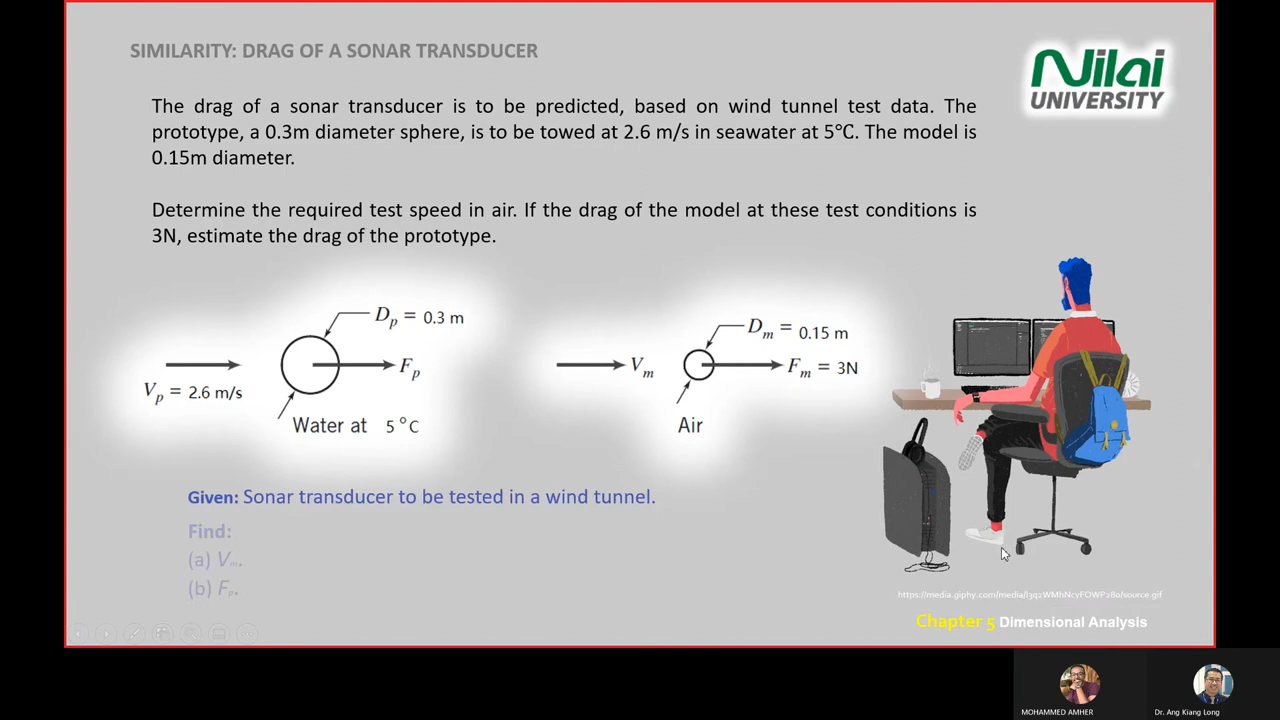 SIMILARITY: DRAG OF A SONAR TRANSDUCER
Nilai
UNIVERSITY
The drag of a sonar transducer is to be predicted, based on wind tunnel test data. The
prototype, a 0.3m diameter sphere, is to be towed at 2.6 m/s in seawater at 5°C. The model is
0.15m diameter.
Determine the required test speed in air. If the drag of the model at these test conditions is
3N, estimate the drag of the prototype.
Dp = 0.3 m
Fp
Vp = 2.6 m/s
Water at 5°C
Dm = 0.15 m
Vm
Fm = 3N
Air
Given: Sonar transducer to be tested in a wind tunnel.
Find:
(a) Vm.
(b) Fp.
Chapter 5 Dimensional Analysis
MOHAMMED AMHER
Dr. Ang Kiang Long